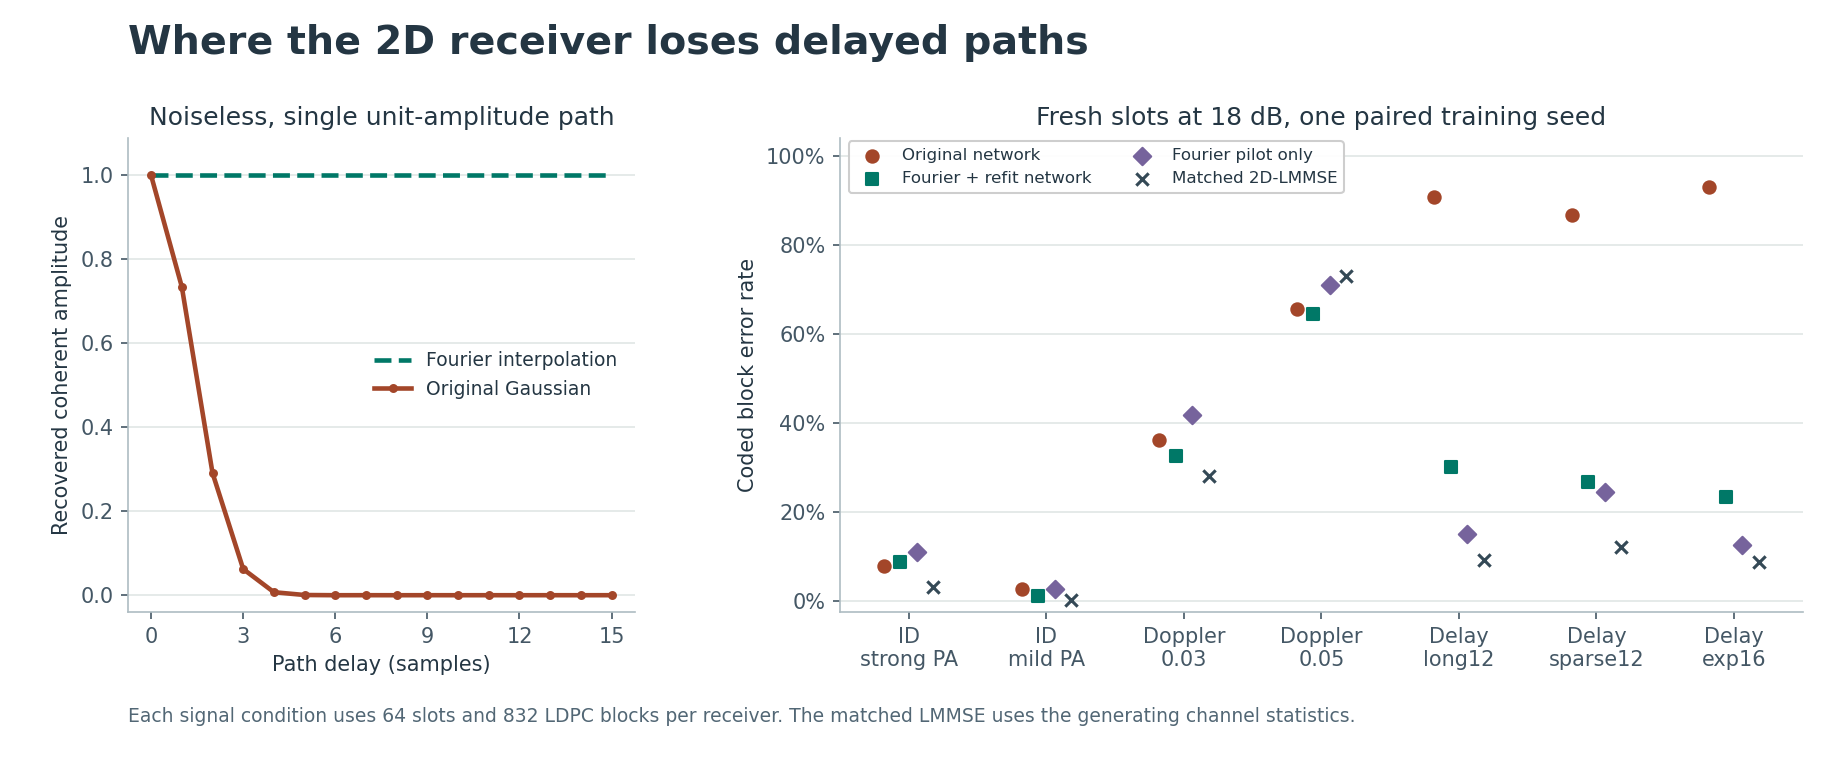 Where the 2D receiver loses delayed paths
Noiseless, single unit-amplitude path
Recovered coherent amplitude
1.0
0.8
0.6
0.4
0.2
0.0
Fourier interpolation
Original Gaussian
0 3 6 9 12 15
Path delay (samples)
Fresh slots at 18 dB, one paired training seed
Coded block error rate
100%
80%
60%
40%
20%
0%
Original network
Fourier + refit network
Fourier pilot only
Matched 2D-LMMSE
ID
strong PA
ID
mild PA
Doppler
0.03
Doppler
0.05
Delay
long12
Delay
sparse12
Delay
exp16
Each signal condition uses 64 slots and 832 LDPC blocks per receiver. The matched LMMSE uses the generating channel statistics.